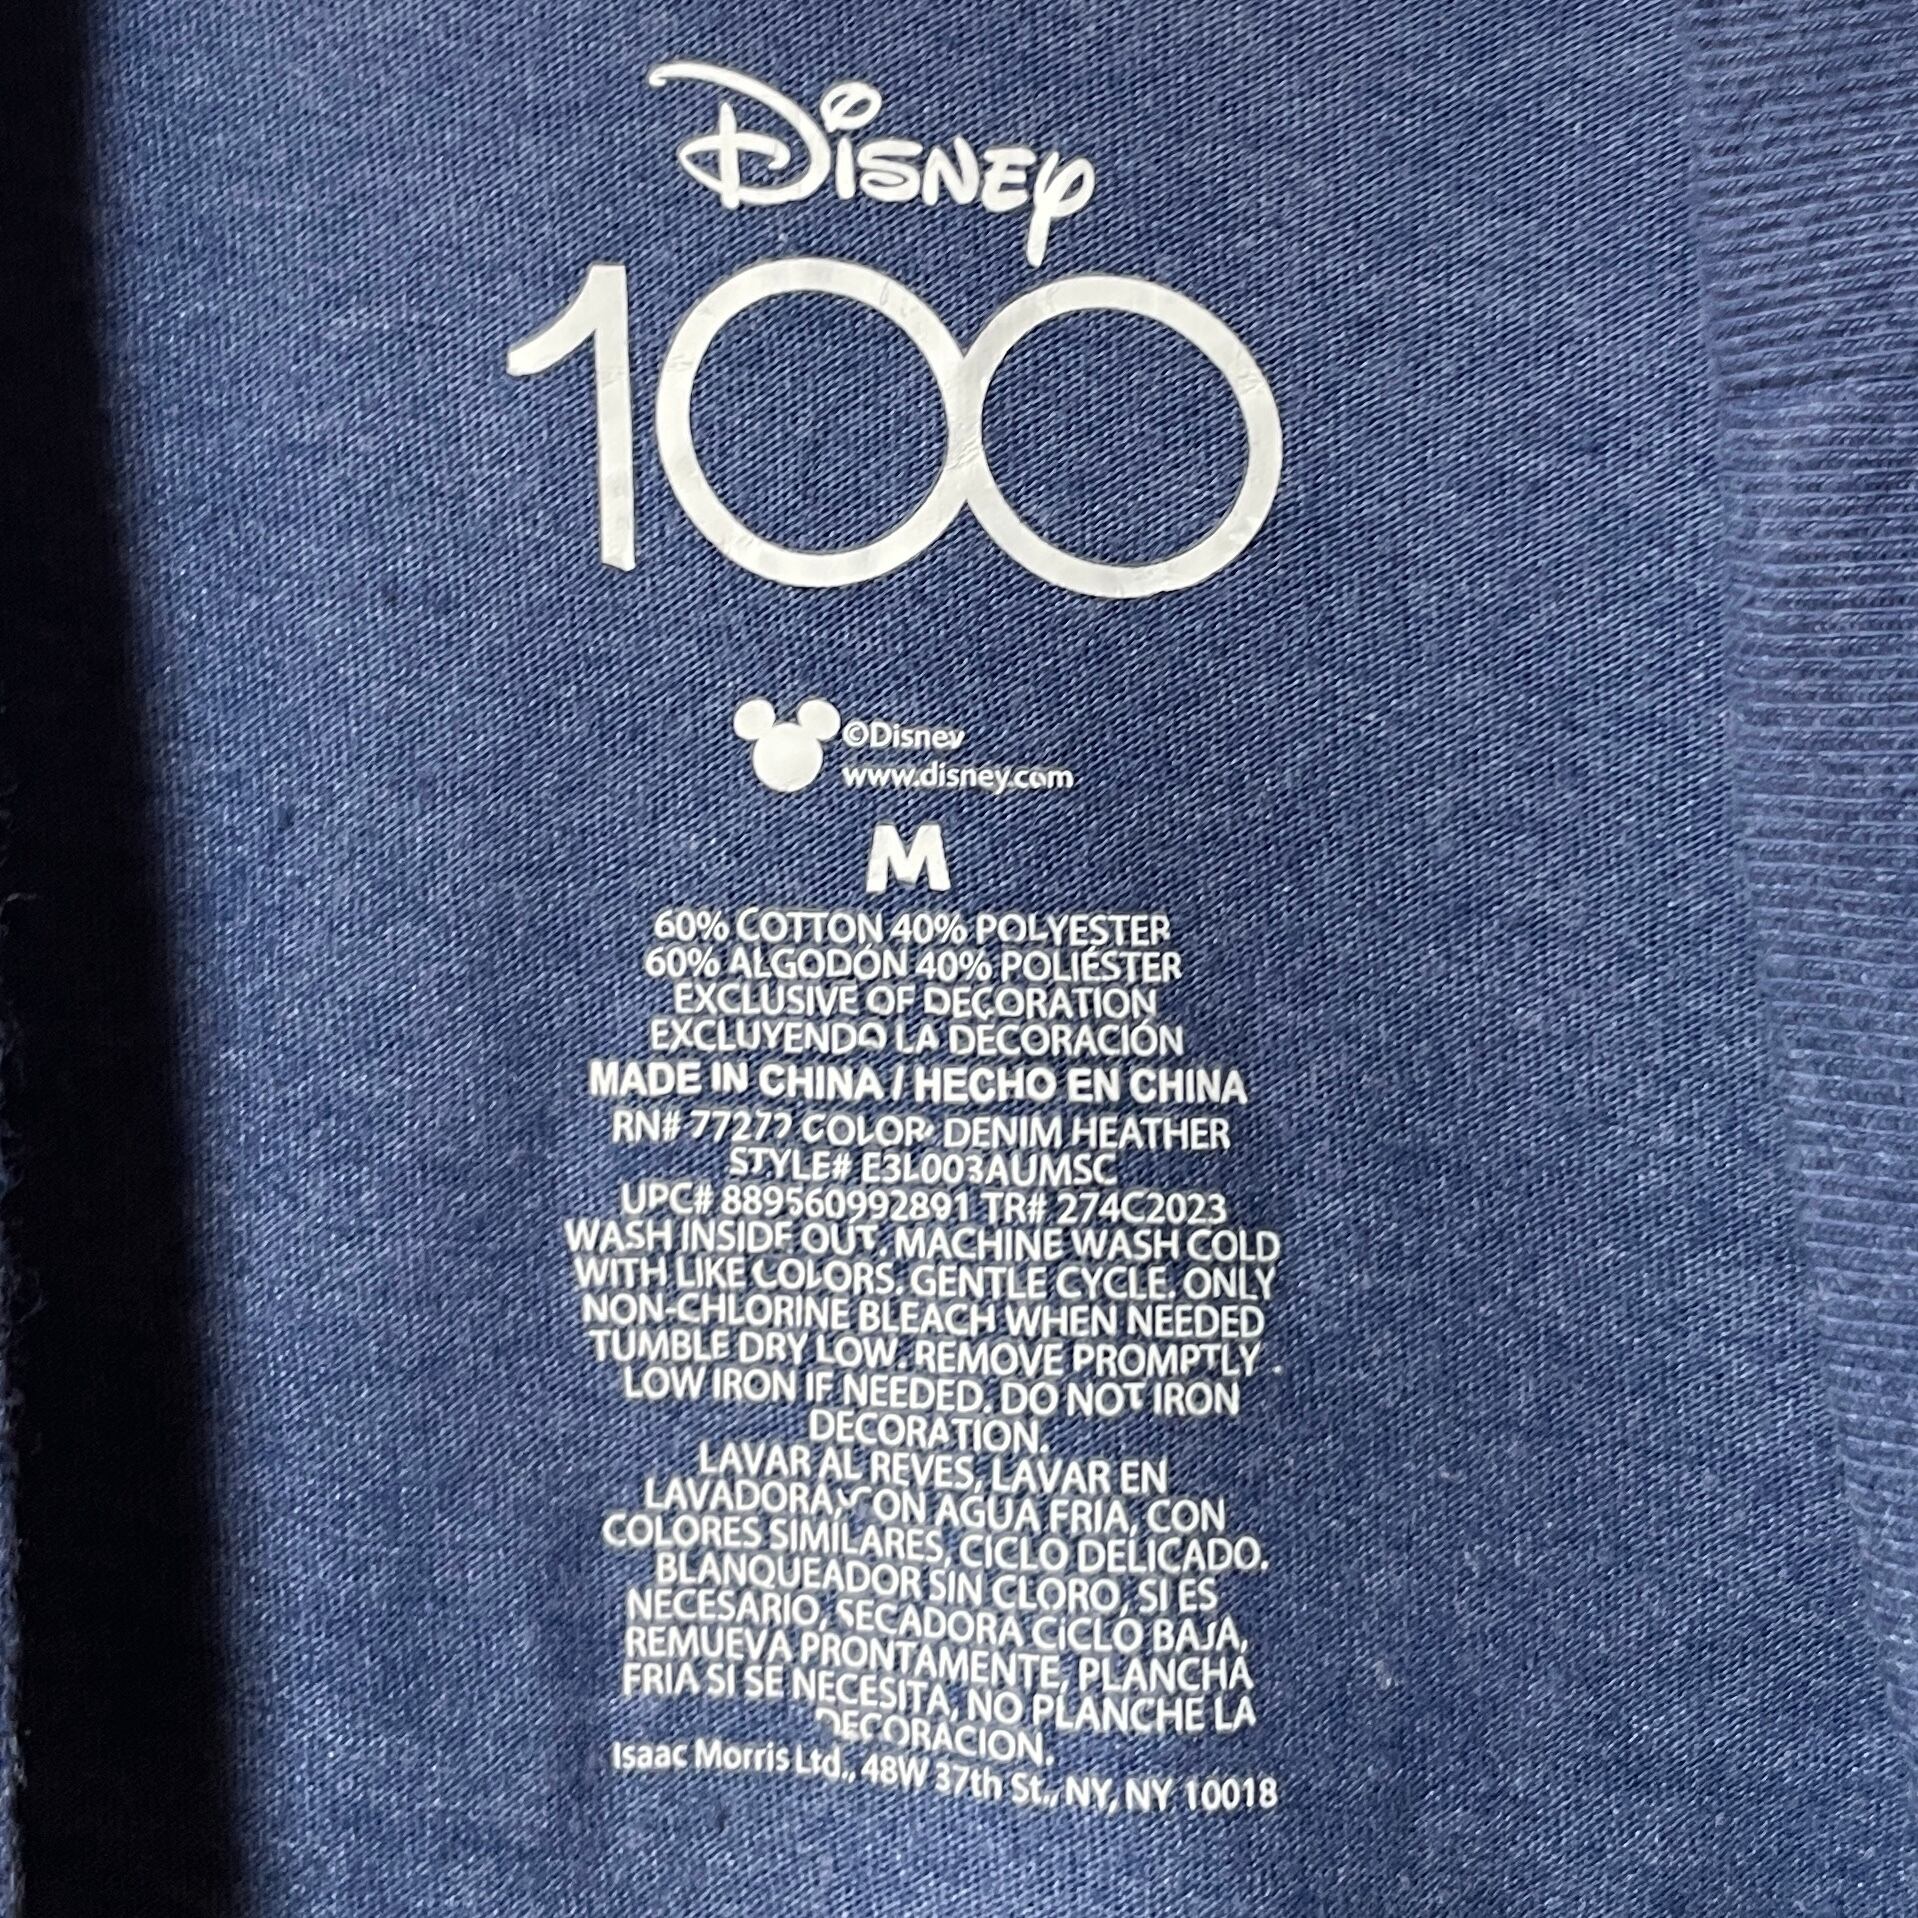 Disney
100
©Disney
www.disney.com
M
60% COTTON 40% POLYESTER
60% ALGODÓN 40% POLIÉSTER
EXCLUSIVE OF DECORATION
EXCLUYENDO LA DECORACIÓN
MADE IN CHINA / HECHO EN CHINA
RN# 77272 COLOR: DENIM HEATHER
STYLE# E3L003AUMSC
UPC# 889560992891 TR# 274C2023
WASH INSIDE OUT. MACHINE WASH COLD
WITH LIKE COLORS. GENTLE CYCLE. ONLY
NON-CHLORINE BLEACH WHEN NEEDED
TUMBLE DRY LOW. REMOVE PROMPTLY .
LOW IRON IF NEEDED. DO NOT IRON
DECORATION.
LAVAR AL REVES, LAVAR EN
LAVADORA, CON AGUA FRIA, CON
COLORES SIMILARES, CICLO DELICADO.
BLANQUEADOR SIN CLORO, SI ES
NECESARIO, SECADORA CICLO BAJA,
REMUEVA PRONTAMENTE, PLANCHA
FRIA SI SE NECESITA, NO PLANCHE LA
DECORACION.
Isaac Morris Ltd., 48W 37th St., NY, NY 10018